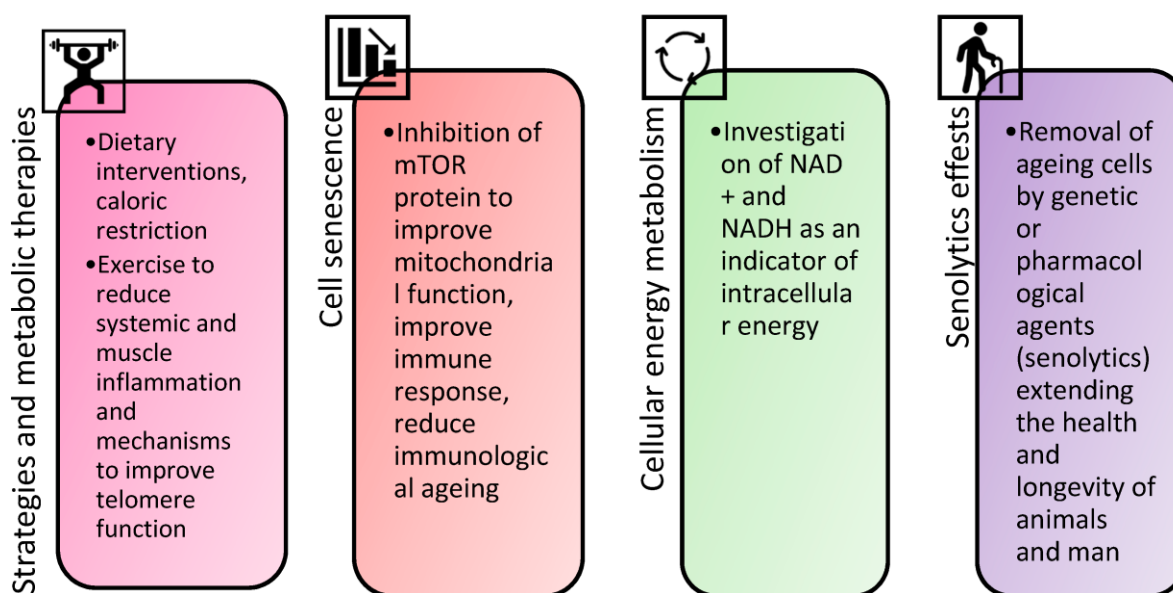 Strategies and metabolic therapies
•Dietary
interventions,
caloric
restriction
•Exercise to
reduce
systemic and
muscle
inflammation
and
mechanisms
to improve
telomere
function
Cell senescence
•Inhibition of
mTOR
protein to
improve
mitochondria
l function,
improve
immune
response,
reduce
immunologic
al ageing
Cellular energy metabolism
•Investigati
on of NAD
+ and
NADH as an
indicator of
intracellula
r energy
Senolytics effests
•Removal of
ageing cells
by genetic
or
pharmacol
ogical
agents
(senolytics)
extending
the health
and
longevity of
animals
and man